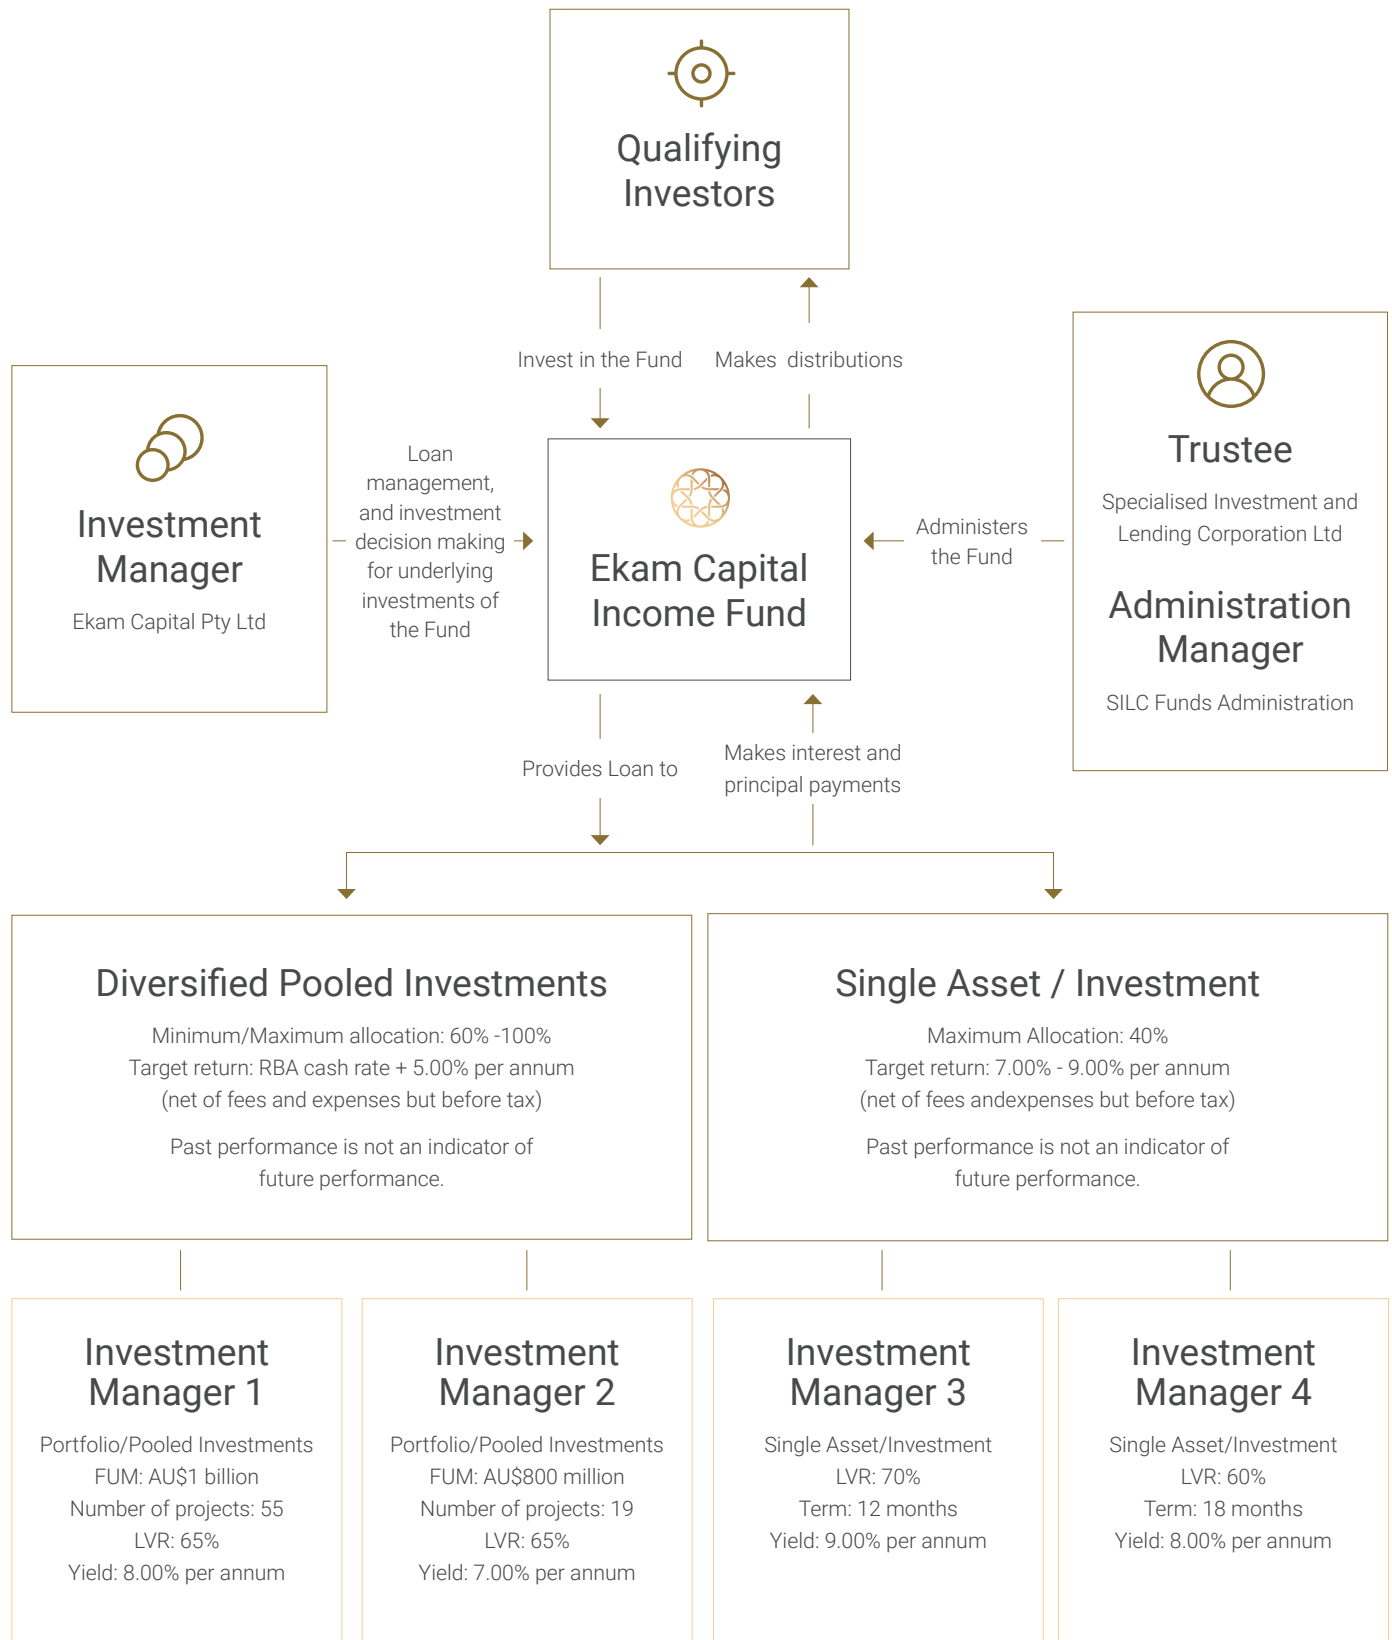 Qualifying
Investors
Invest in the Fund
Makes distributions
Investment
Manager
Ekam Capital Pty Ltd
Loan
management,
and investment
decision making
for underlying
investments of
the Fund
Ekam Capital
Income Fund
Administers
the Fund
Trustee
Specialised Investment and
Lending Corporation Ltd
Administration
Manager
SILC Funds Administration
Provides Loan to
Makes interest and
principal payments
Diversified Pooled Investments
Minimum/Maximum allocation: 60% -100%
Target return: RBA cash rate + 5.00% per annum
(net of fees and expenses but before tax)
Past performance is not an indicator of
future performance.
Single Asset / Investment
Maximum Allocation: 40%
Target return: 7.00% - 9.00% per annum
(net of fees andexpenses but before tax)
Past performance is not an indicator of
future performance.
Investment
Manager 1
Portfolio/Pooled Investments
FUM: AU$1 billion
Number of projects: 55
LVR: 65%
Yield: 8.00% per annum
Investment
Manager 2
Portfolio/Pooled Investments
FUM: AU$800 million
Number of projects: 19
LVR: 65%
Yield: 7.00% per annum
Investment
Manager 3
Single Asset/Investment
LVR: 70%
Term: 12 months
Yield: 9.00% per annum
Investment
Manager 4
Single Asset/Investment
LVR: 60%
Term: 18 months
Yield: 8.00% per annum